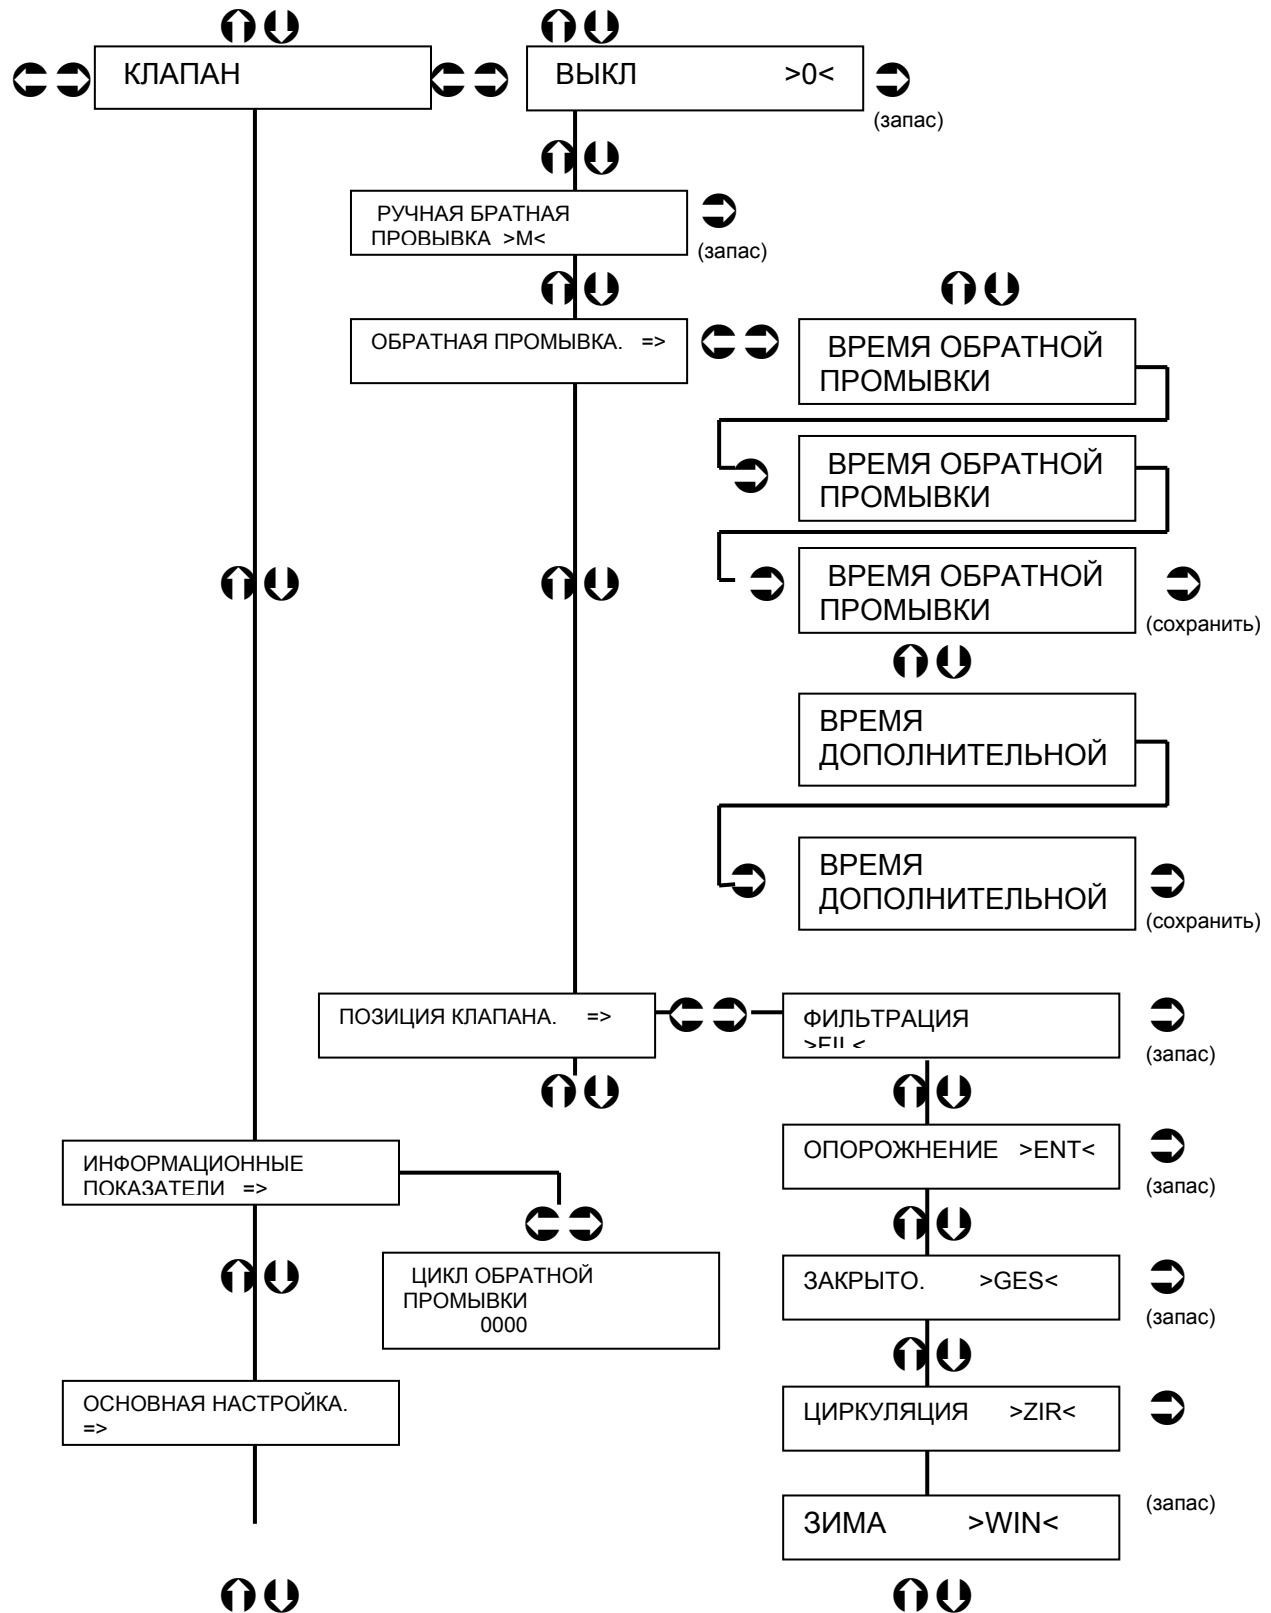 КЛАПАН
ВЫКЛ >0<
(запас)
РУЧНАЯ БРАТНАЯ
ПРОВЫВКА >M<
(запас)
ОБРАТНАЯ ПРОМЫВКА. =>
ВРЕМЯ ОБРАТНОЙ
ПРОМЫВКИ
ВРЕМЯ ОБРАТНОЙ
ПРОМЫВКИ
ВРЕМЯ ОБРАТНОЙ
ПРОМЫВКИ
(сохранить)
ВРЕМЯ
ДОПОЛНИТЕЛЬНОЙ
ВРЕМЯ
ДОПОЛНИТЕЛЬНОЙ
(сохранить)
ПОЗИЦИЯ КЛАПАНА. =>
ФИЛЬТРАЦИЯ
>FIL<
(запас)
ОПОРОЖНЕНИЕ >ENT<
(запас)
ИНФОРМАЦИОННЫЕ
ПОКАЗАТЕЛИ =>
ЦИКЛ ОБРАТНОЙ
ПРОМЫВКИ
0000
ЗАКРЫТО. >GES<
(запас)
ОСНОВНАЯ НАСТРОЙКА.
=>
ЦИРКУЛЯЦИЯ >ZIR<
(запас)
ЗИМА >WIN<